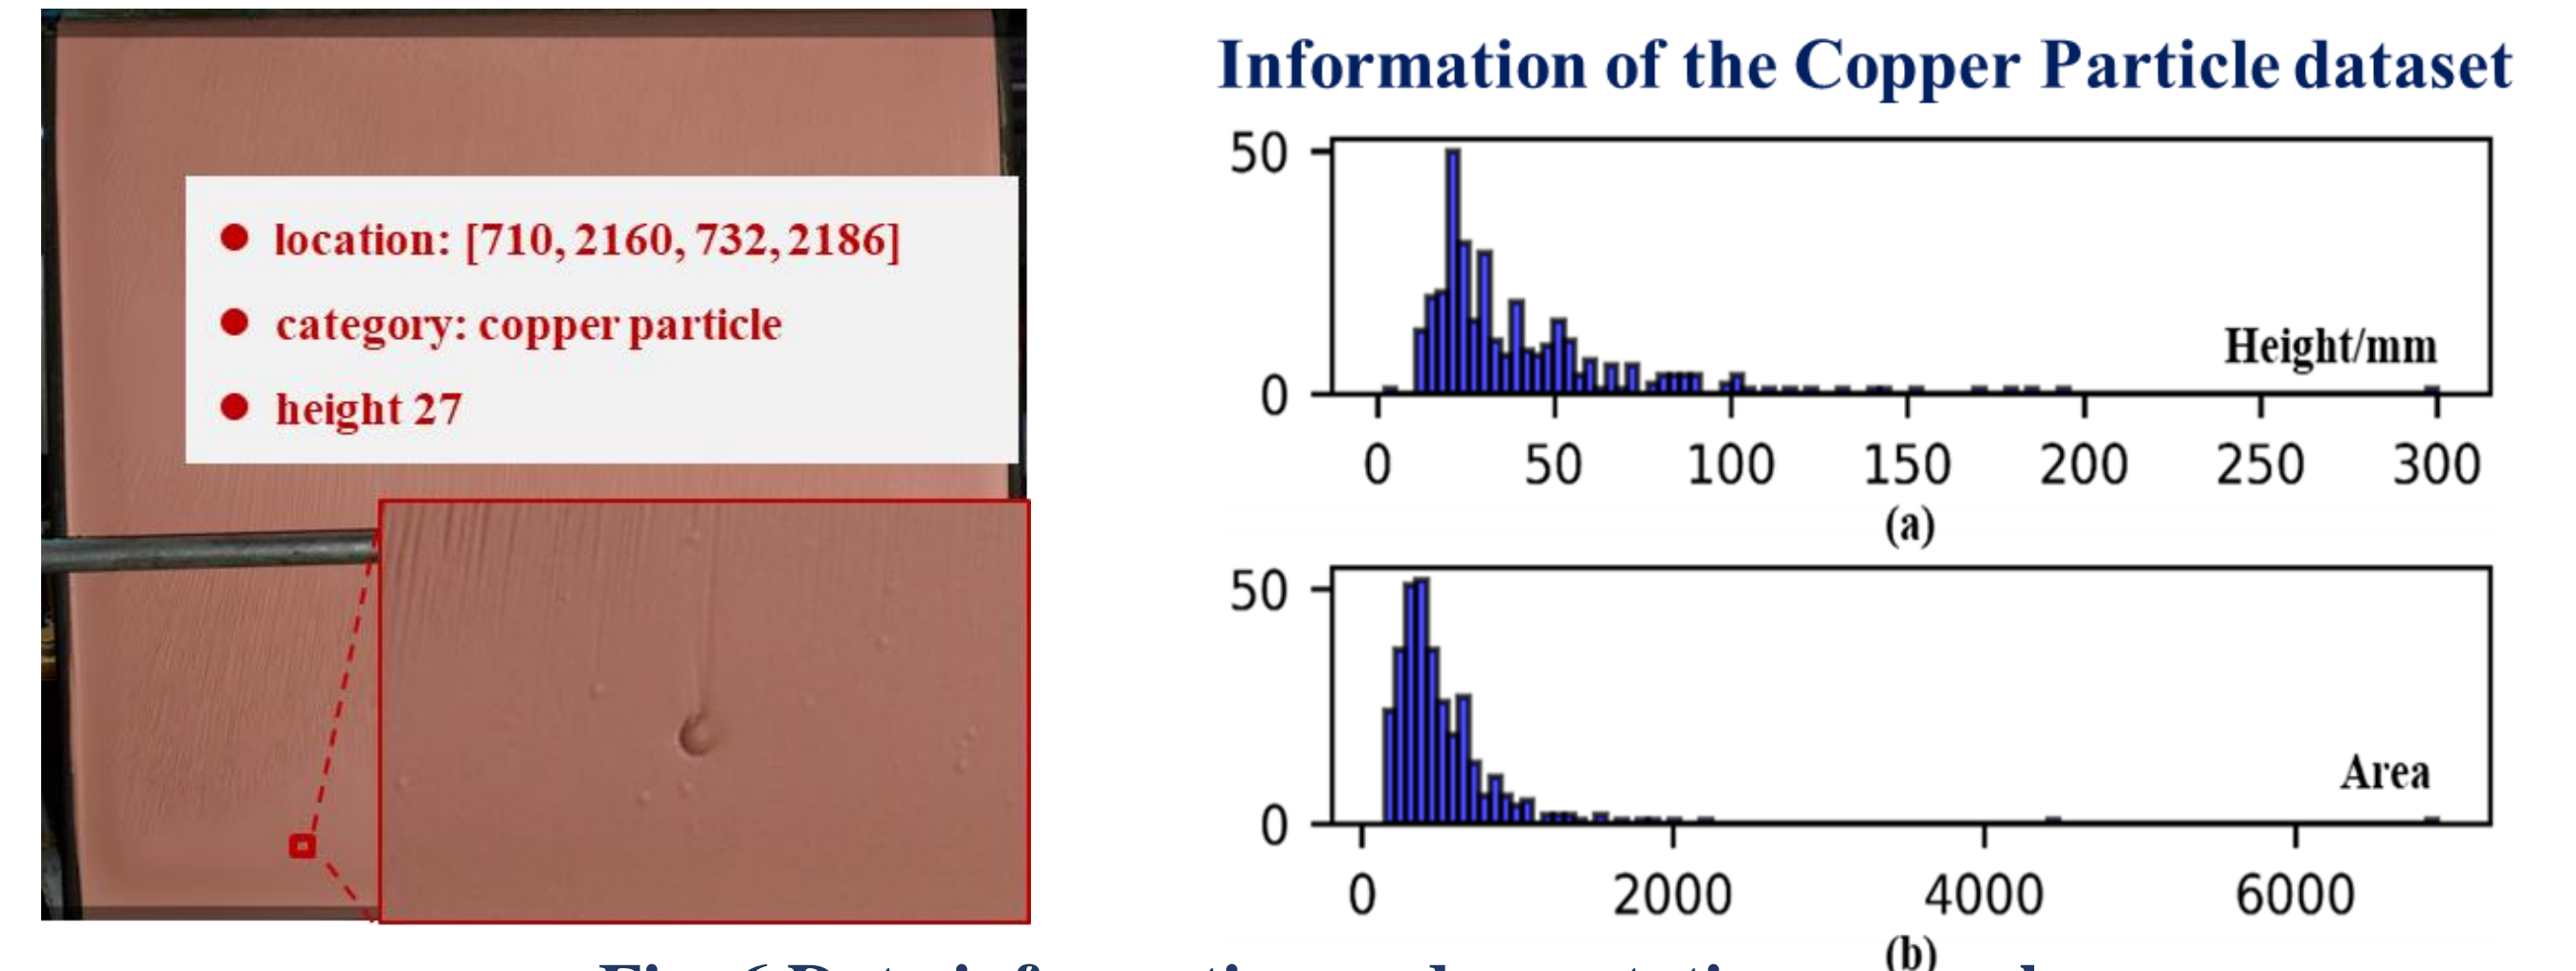 Information of the Copper Particle dataset
location: [710, 2160, 732, 2186]
category: copper particle
height 27
50
0
Height/mm
0 50 100 150 200 250 300
(a)
50
0
Area
0 2000 4000 6000
(b)